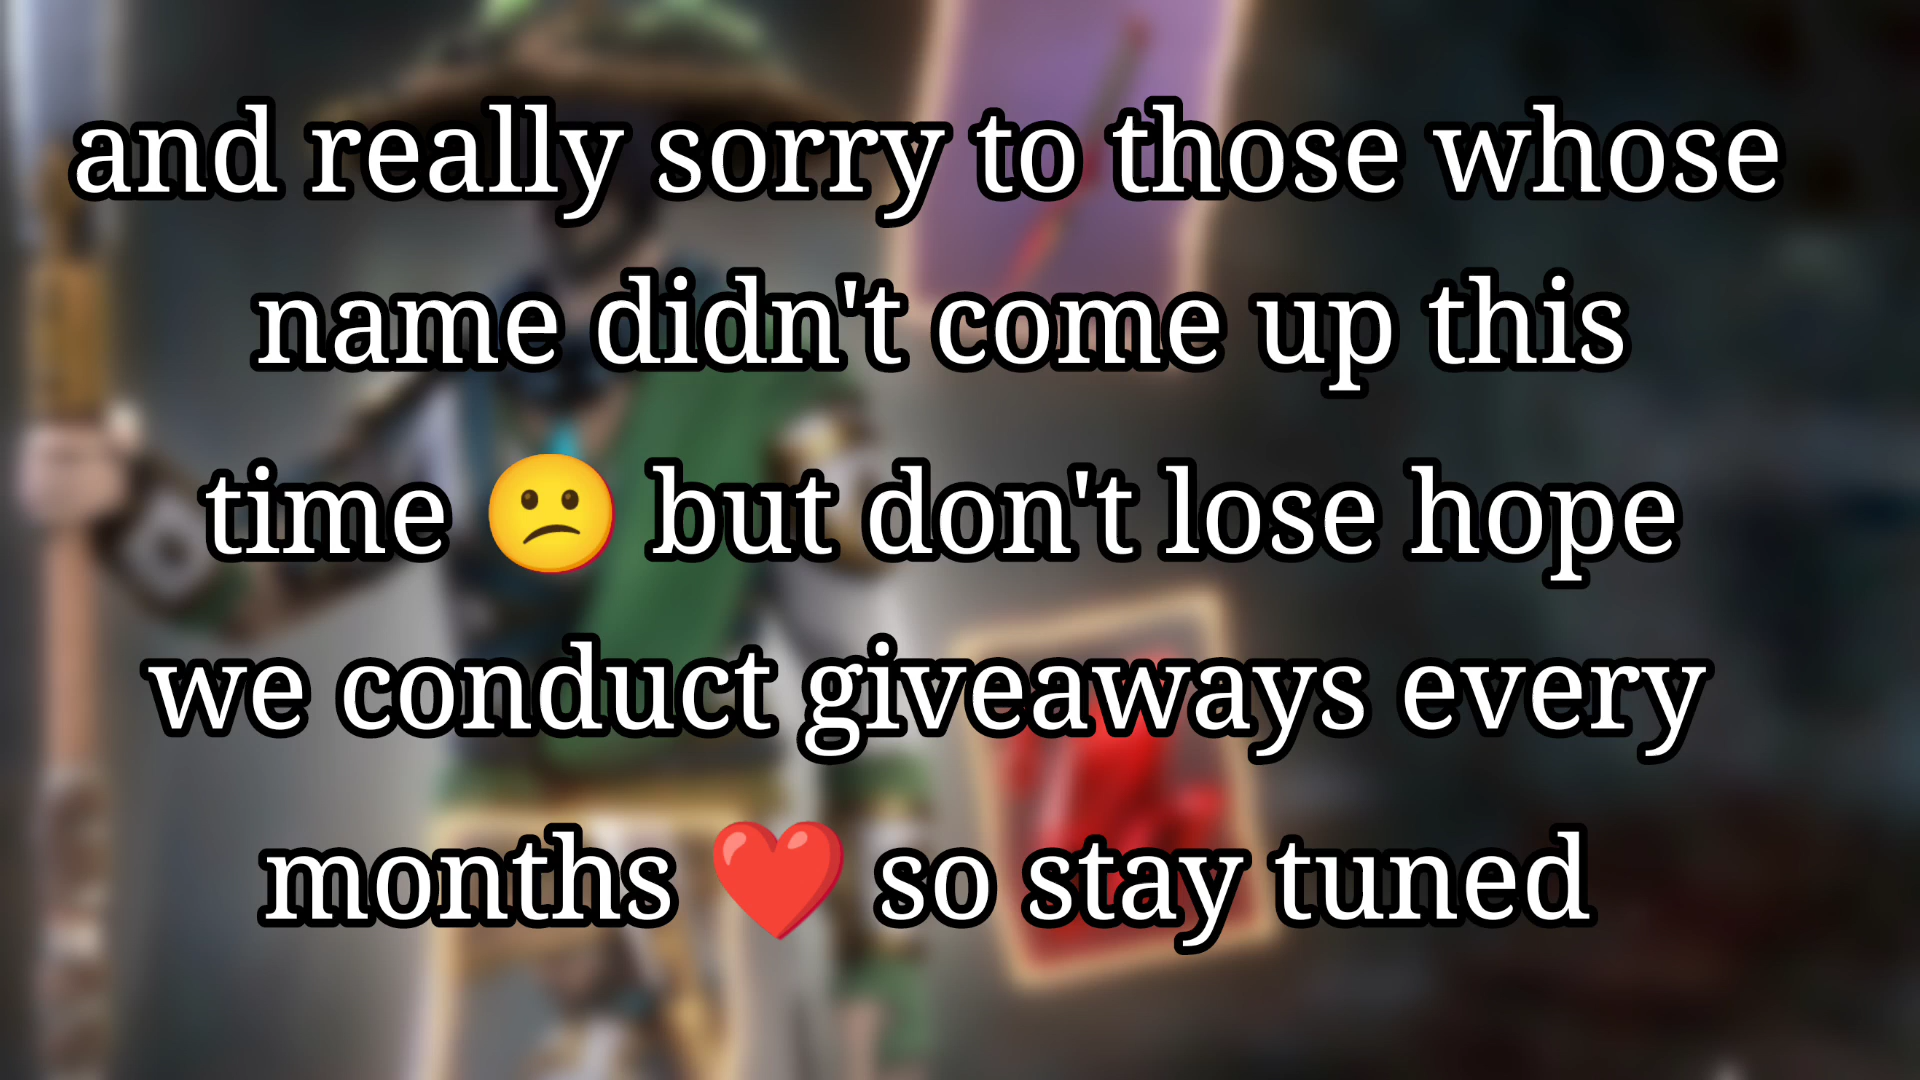 and really sorry to those whose
name didn't come up this
time 😕 but don't lose hope
we conduct giveaways every
months ❤️ so stay tuned